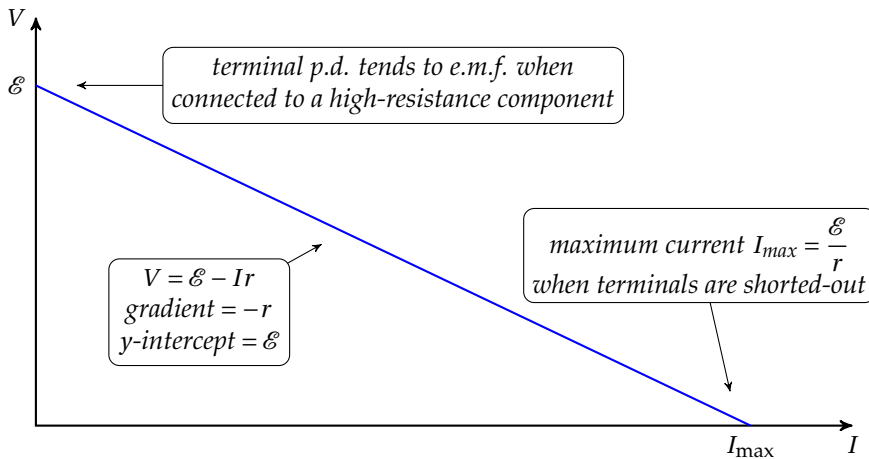 V
ℰ
terminal p.d. tends to e.m.f. when
connected to a high-resistance component
V = ℰ − Ir
gradient = −r
y-intercept = ℰ
maximum current I_max = ℰ/r
when terminals are shorted-out
I_max
I